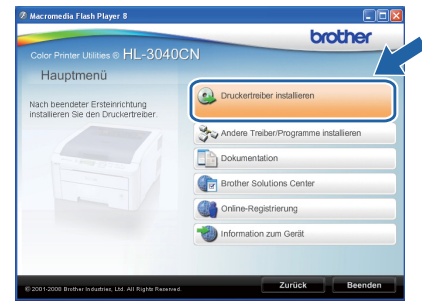 Macromedia Flash Player 8
brother
Color Printer Utilities © HL-3040CN
Hauptmenü
Nach beendeter Ersteinrichtung
installieren Sie den Druckertreiber.
Druckertreiber installieren
Andere Treiber/Programme installieren
Dokumentation
Brother Solutions Center
Online-Registrierung
Information zum Gerät
© 2001-2008 Brother Industries, Ltd. All Rights Reserved.
Zurück
Beenden